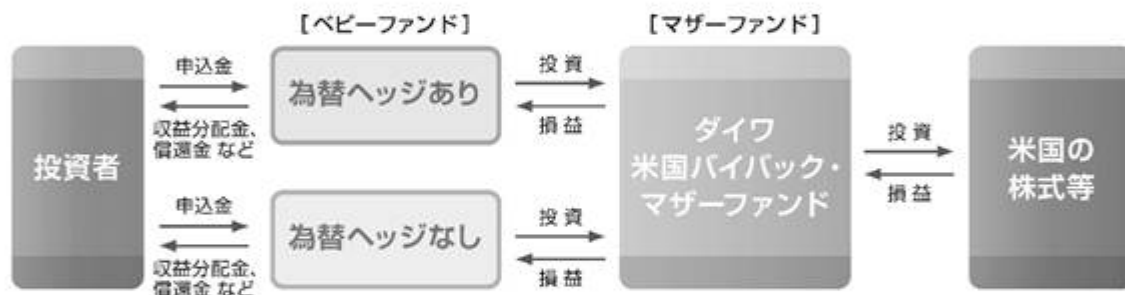 [ベビーファンド]
[マザーファンド]
投資者
申込金
収益分配金、
償還金 など
為替ヘッジあり
投 資
損 益
申込金
収益分配金、
償還金 など
為替ヘッジなし
投 資
損 益
ダイワ
米国バイバック・
マザーファンド
投 資
損 益
米国の
株式等